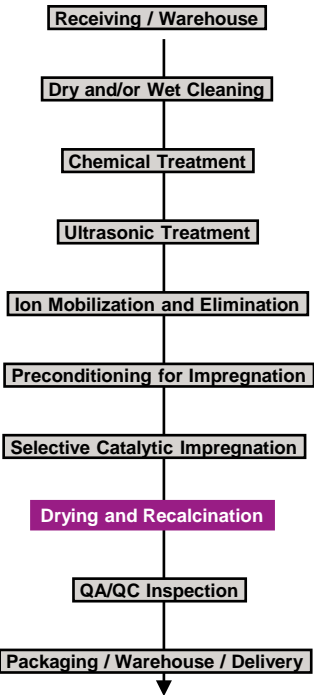 Receiving / Warehouse
Dry and/or Wet Cleaning
Chemical Treatment
Ultrasonic Treatment
Ion Mobilization and Elimination
Preconditioning for Impregnation
Selective Catalytic Impregnation
Drying and Recalcination
QA/QC Inspection
Packaging / Warehouse / Delivery